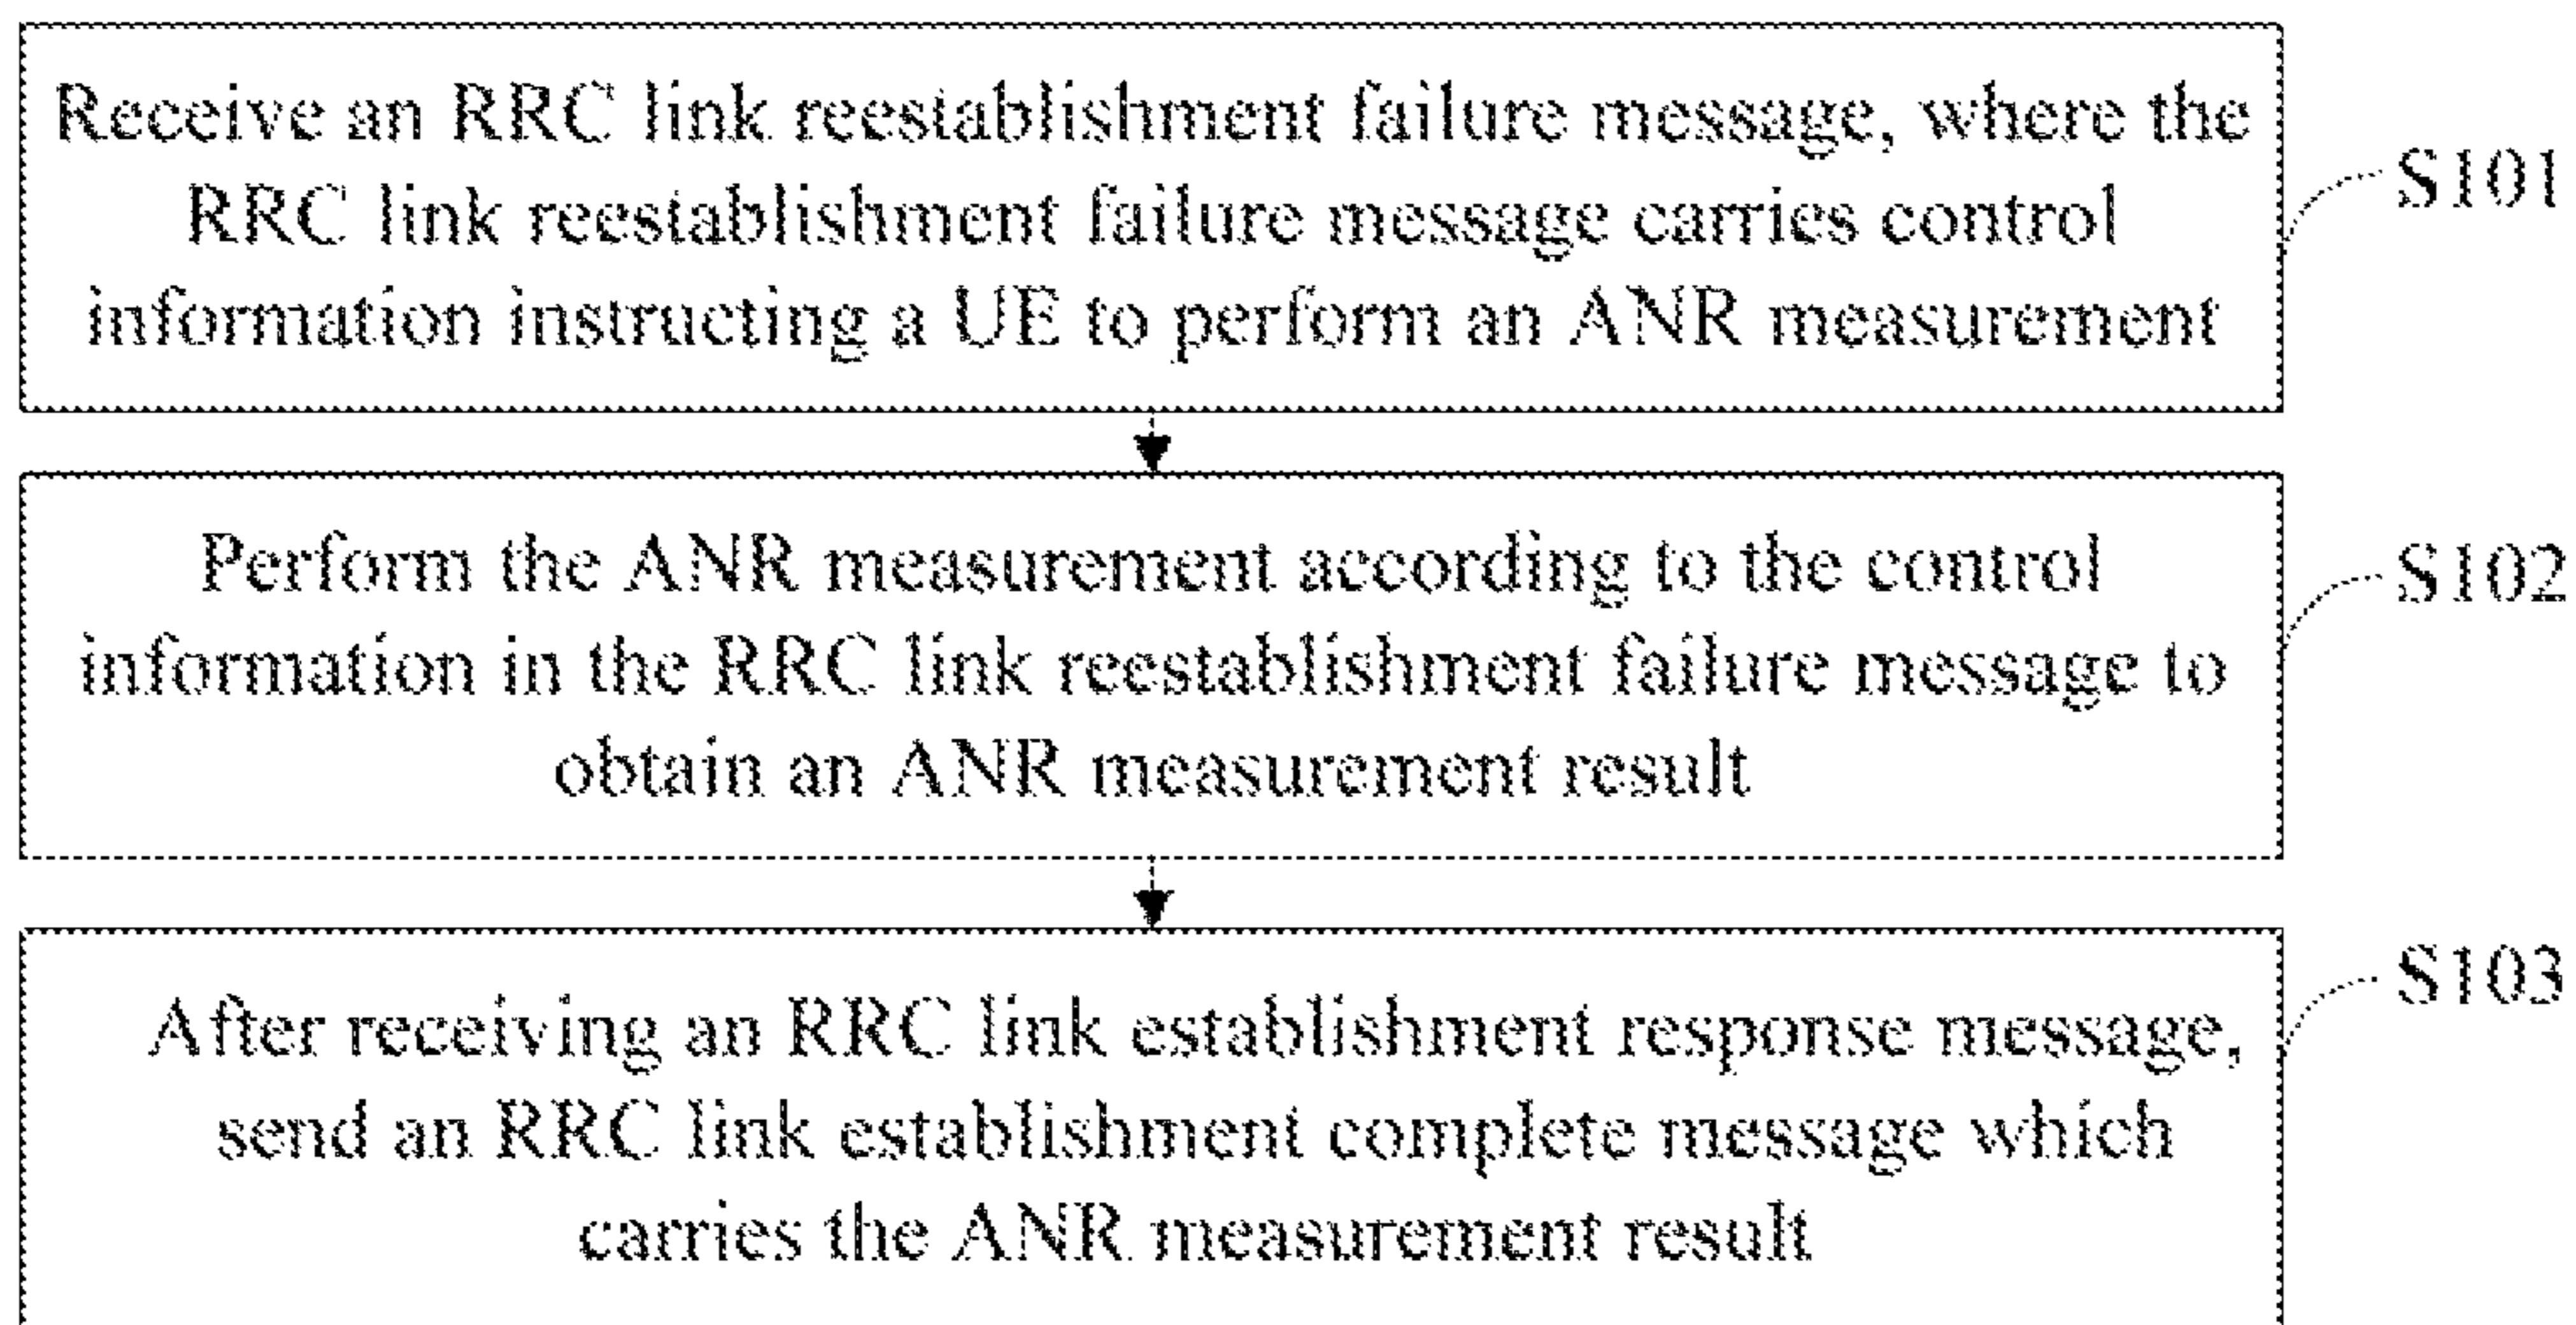 Receive an RRC link reestablishment failure message, where the
RRC link reestablishment failure message carries control
information instructing a UE to perform an ANR measurement
S101
Perform the ANR measurement according to the control
information in the RRC link reestablishment failure message to
obtain an ANR measurement result
S102
After receiving an RRC link establishment response message,
send an RRC link establishment complete message which
carries the ANR measurement result
S103